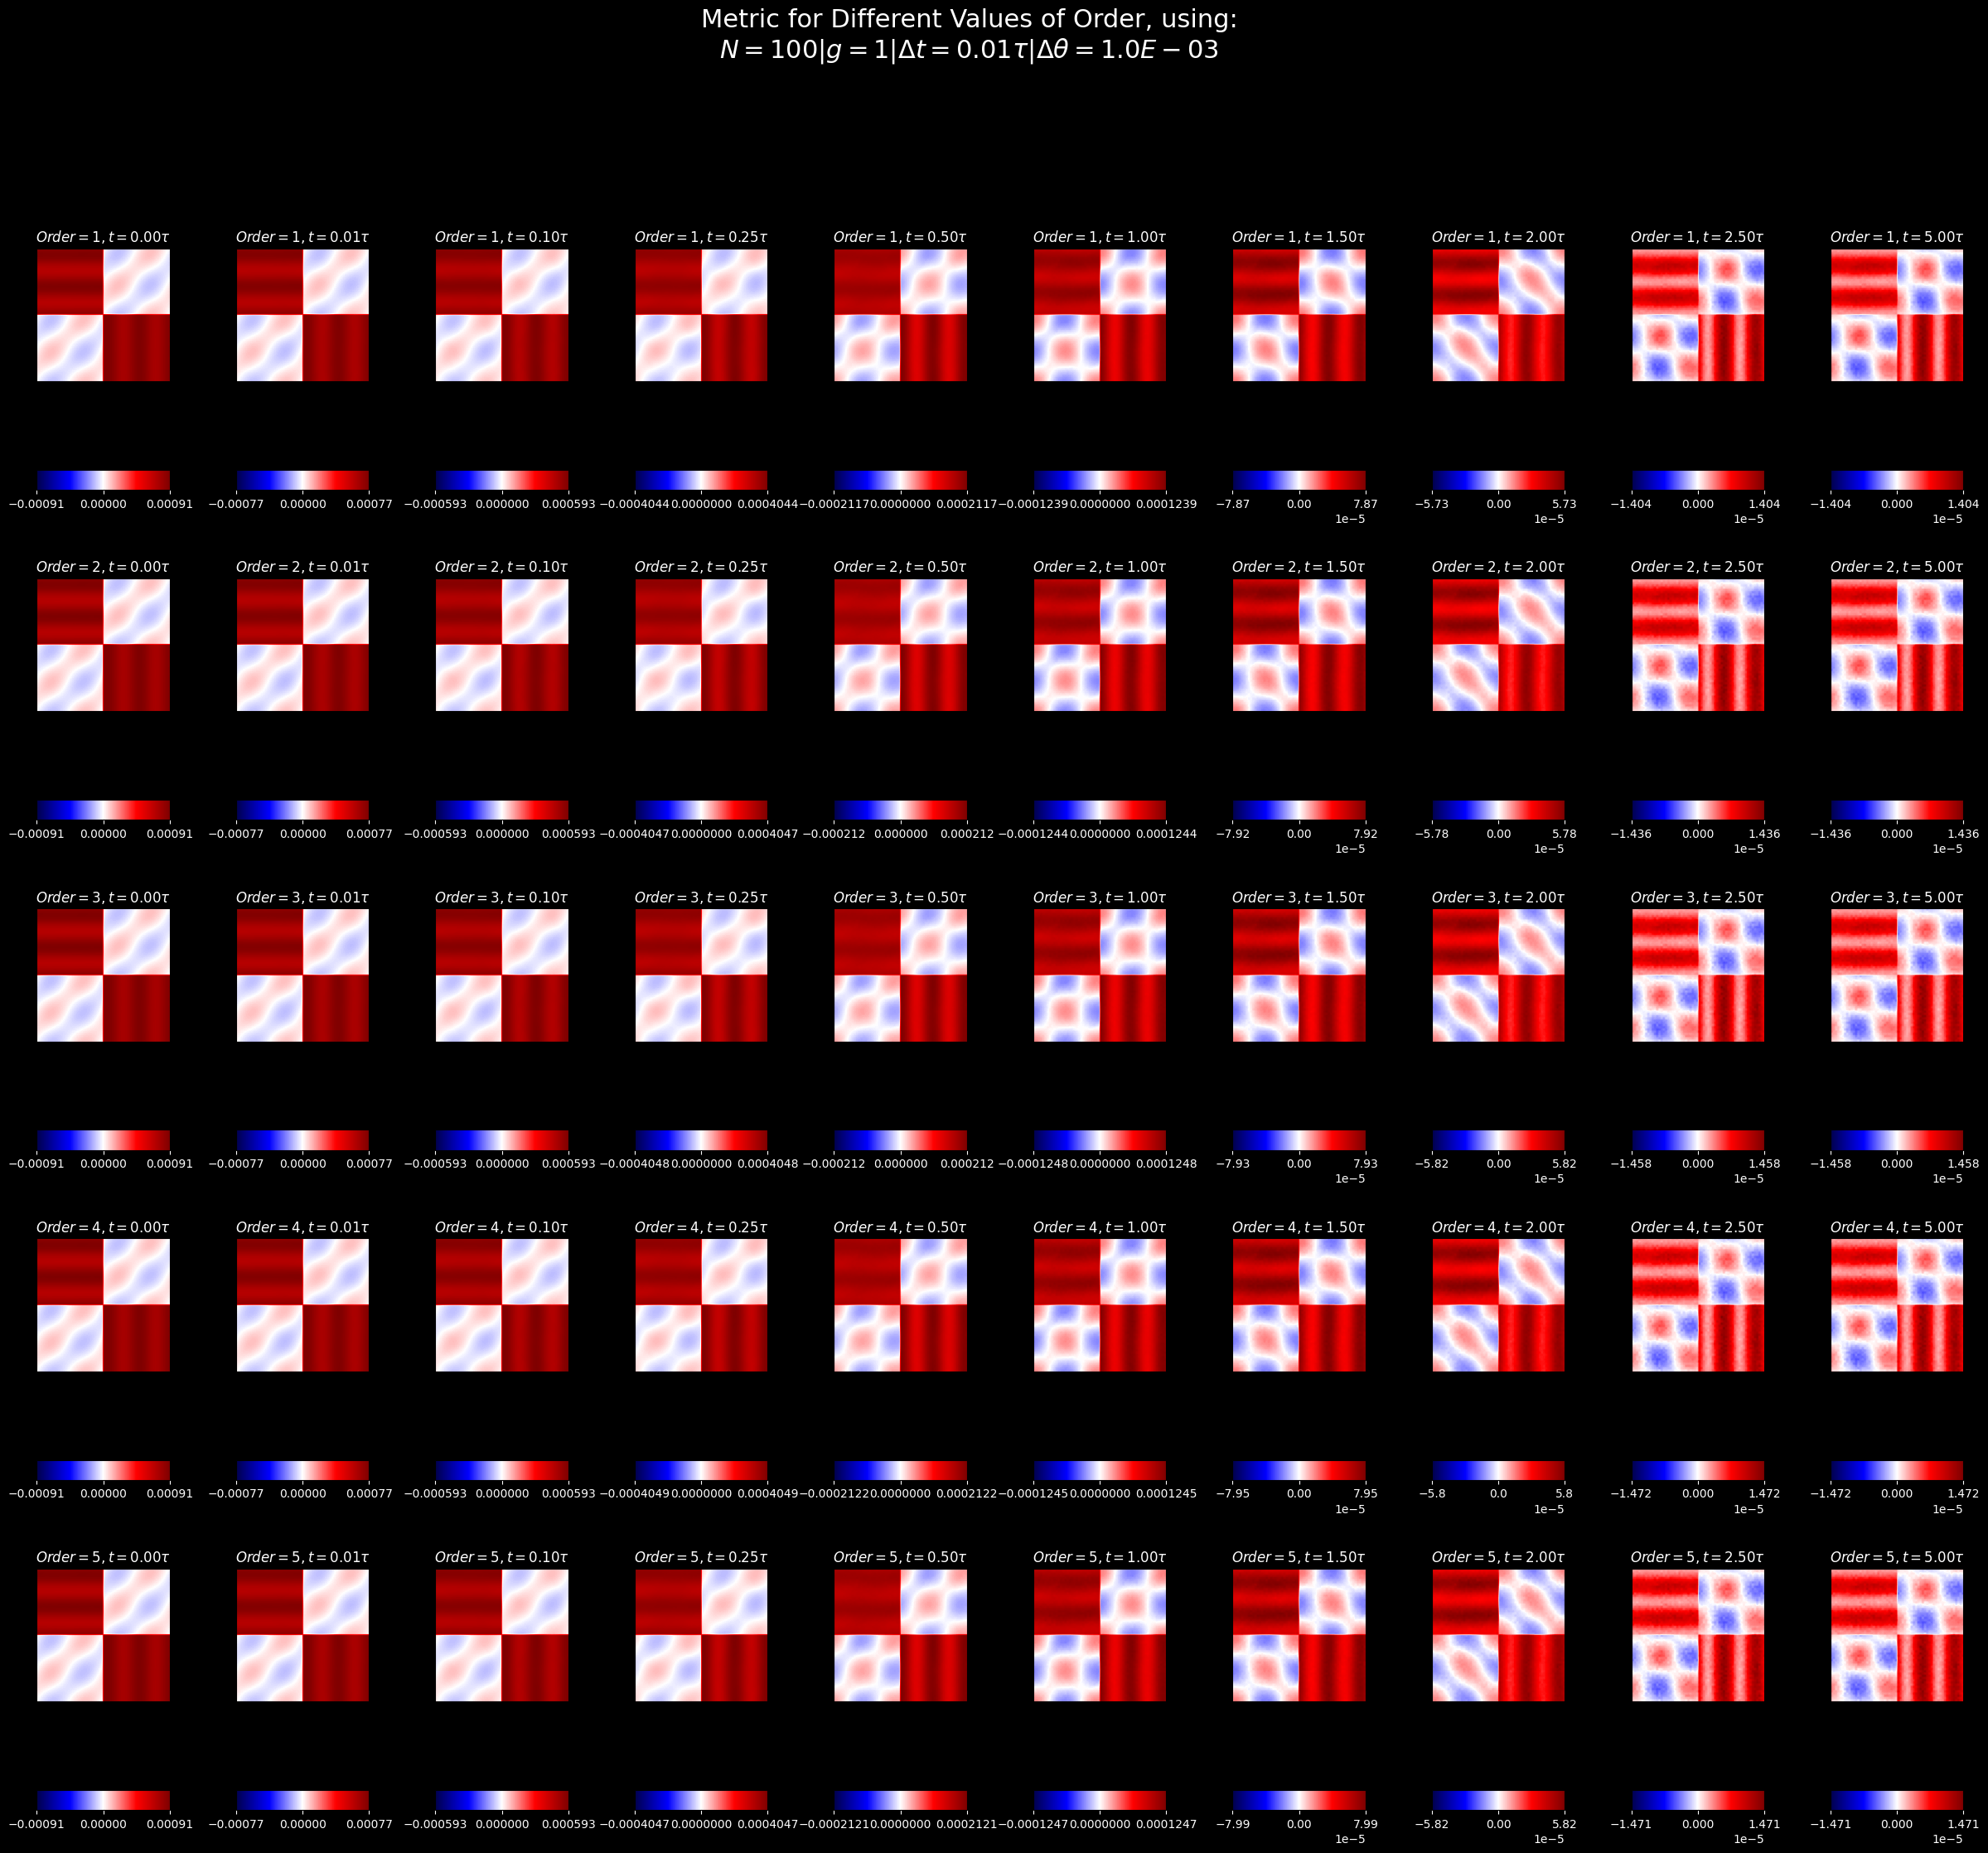 Metric for Different Values of Order, using:
N = 100|g = 1|Δt = 0.01τ|Δθ = 1.0E − 03
Order = 1, t = 0.00τ Order = 1, t = 0.01τ Order = 1, t = 0.10τ Order = 1, t = 0.25τ Order = 1, t = 0.50τ Order = 1, t = 1.00τ Order = 1, t = 1.50τ Order = 1, t = 2.00τ Order = 1, t = 2.50τ Order = 1, t = 5.00τ
−0.00091 0.00000 0.00091 −0.00077 0.00000 0.00077 −0.000593 0.000000 0.000593 −0.0004044 0.0000000 0.0004044 −0.0002117 0.0000000 0.0002117 −0.0001239 0.0000000 0.0001239 −7.87 0.00 7.87 −5.73 0.00 5.73 −1.404 0.000 1.404 −1.404 0.000 1.404
1e−5 1e−5 1e−5 1e−5
Order = 2, t = 0.00τ Order = 2, t = 0.01τ Order = 2, t = 0.10τ Order = 2, t = 0.25τ Order = 2, t = 0.50τ Order = 2, t = 1.00τ Order = 2, t = 1.50τ Order = 2, t = 2.00τ Order = 2, t = 2.50τ Order = 2, t = 5.00τ
−0.00091 0.00000 0.00091 −0.00077 0.00000 0.00077 −0.000593 0.000000 0.000593 −0.0004047 0.0000000 0.0004047 −0.000212 0.000000 0.000212 −0.0001244 0.0000000 0.0001244 −7.92 0.00 7.92 −5.78 0.00 5.78 −1.436 0.000 1.436 −1.436 0.000 1.436
1e−5 1e−5 1e−5 1e−5
Order = 3, t = 0.00τ Order = 3, t = 0.01τ Order = 3, t = 0.10τ Order = 3, t = 0.25τ Order = 3, t = 0.50τ Order = 3, t = 1.00τ Order = 3, t = 1.50τ Order = 3, t = 2.00τ Order = 3, t = 2.50τ Order = 3, t = 5.00τ
−0.00091 0.00000 0.00091 −0.00077 0.00000 0.00077 −0.000593 0.000000 0.000593 −0.0004048 0.0000000 0.0004048 −0.000212 0.000000 0.000212 −0.0001248 0.0000000 0.0001248 −7.93 0.00 7.93 −5.82 0.00 5.82 −1.458 0.000 1.458 −1.458 0.000 1.458
1e−5 1e−5 1e−5 1e−5
Order = 4, t = 0.00τ Order = 4, t = 0.01τ Order = 4, t = 0.10τ Order = 4, t = 0.25τ Order = 4, t = 0.50τ Order = 4, t = 1.00τ Order = 4, t = 1.50τ Order = 4, t = 2.00τ Order = 4, t = 2.50τ Order = 4, t = 5.00τ
−0.00091 0.00000 0.00091 −0.00077 0.00000 0.00077 −0.000593 0.000000 0.000593 −0.0004049 0.0000000 0.0004049 −0.0002122 0.0000000 0.0002122 −0.0001245 0.0000000 0.0001245 −7.95 0.00 7.95 −5.8 0.0 5.8 −1.472 0.000 1.472 −1.472 0.000 1.472
1e−5 1e−5 1e−5 1e−5
Order = 5, t = 0.00τ Order = 5, t = 0.01τ Order = 5, t = 0.10τ Order = 5, t = 0.25τ Order = 5, t = 0.50τ Order = 5, t = 1.00τ Order = 5, t = 1.50τ Order = 5, t = 2.00τ Order = 5, t = 2.50τ Order = 5, t = 5.00τ
−0.00091 0.00000 0.00091 −0.00077 0.00000 0.00077 −0.000593 0.000000 0.000593 −0.0004047 0.0000000 0.0004047 −0.0002121 0.0000000 0.0002121 −0.0001247 0.0000000 0.0001247 −7.99 0.00 7.99 −5.82 0.00 5.82 −1.471 0.000 1.471 −1.471 0.000 1.471
1e−5 1e−5 1e−5 1e−5